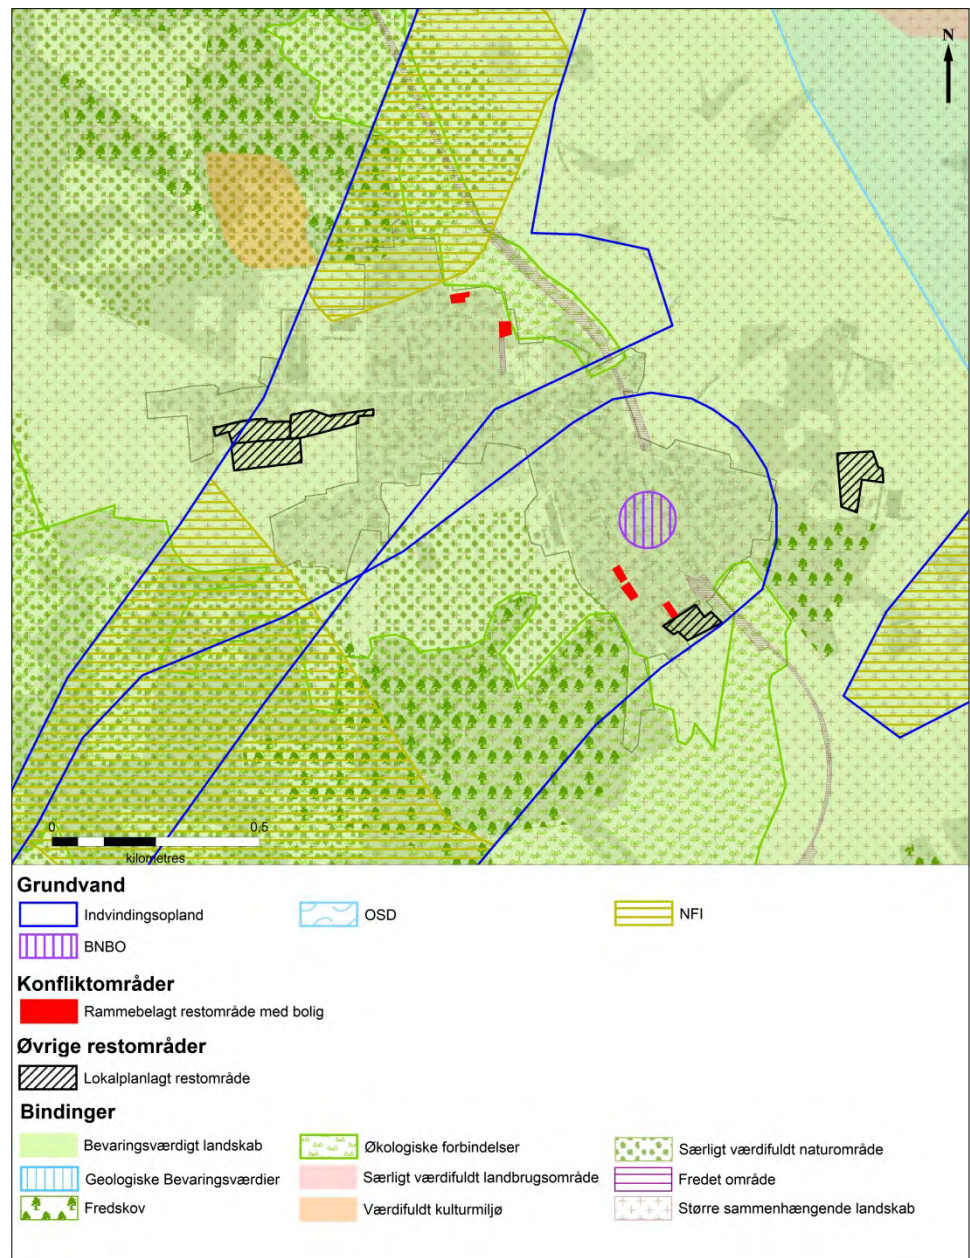 N
0 0,5
kilometres
Grundvand
Indvindingsopland OSD NFI
BNBO
Konfliktområder
Rammebelagt restområde med bolig
Øvrige restområder
Lokalplanlagt restområde
Bindinger
Bevaringsværdigt landskab Økologiske forbindelser Særligt værdifuldt naturområde
Geologiske Bevaringsværdier Særligt værdifuldt landbrugsområde Fredet område
Fredskov Værdifuldt kulturmiljø Större sammenhængende landskab